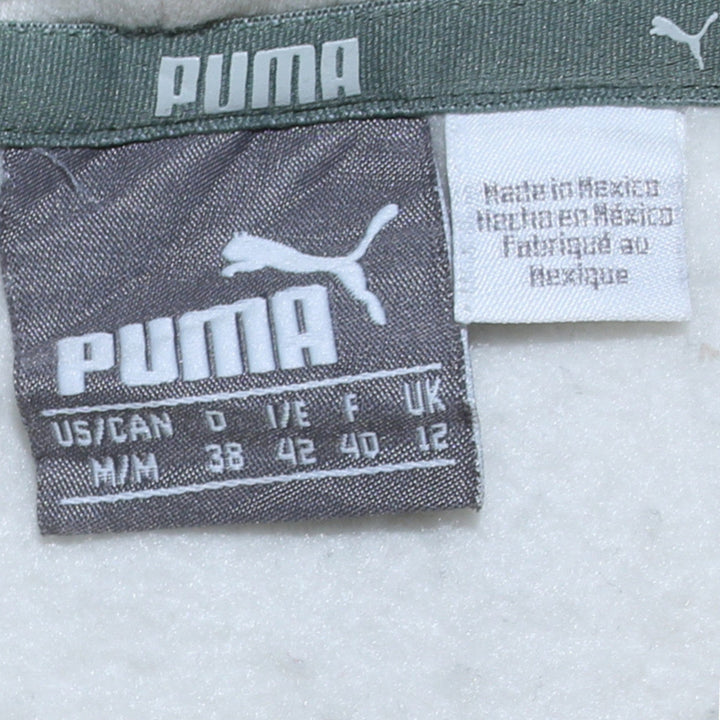 PUMA
Made in Mexico
Hecho en México
Fabriqué au
Mexique
PUMA
US/CAN D I/E F UK
M/M 38 42 40 12